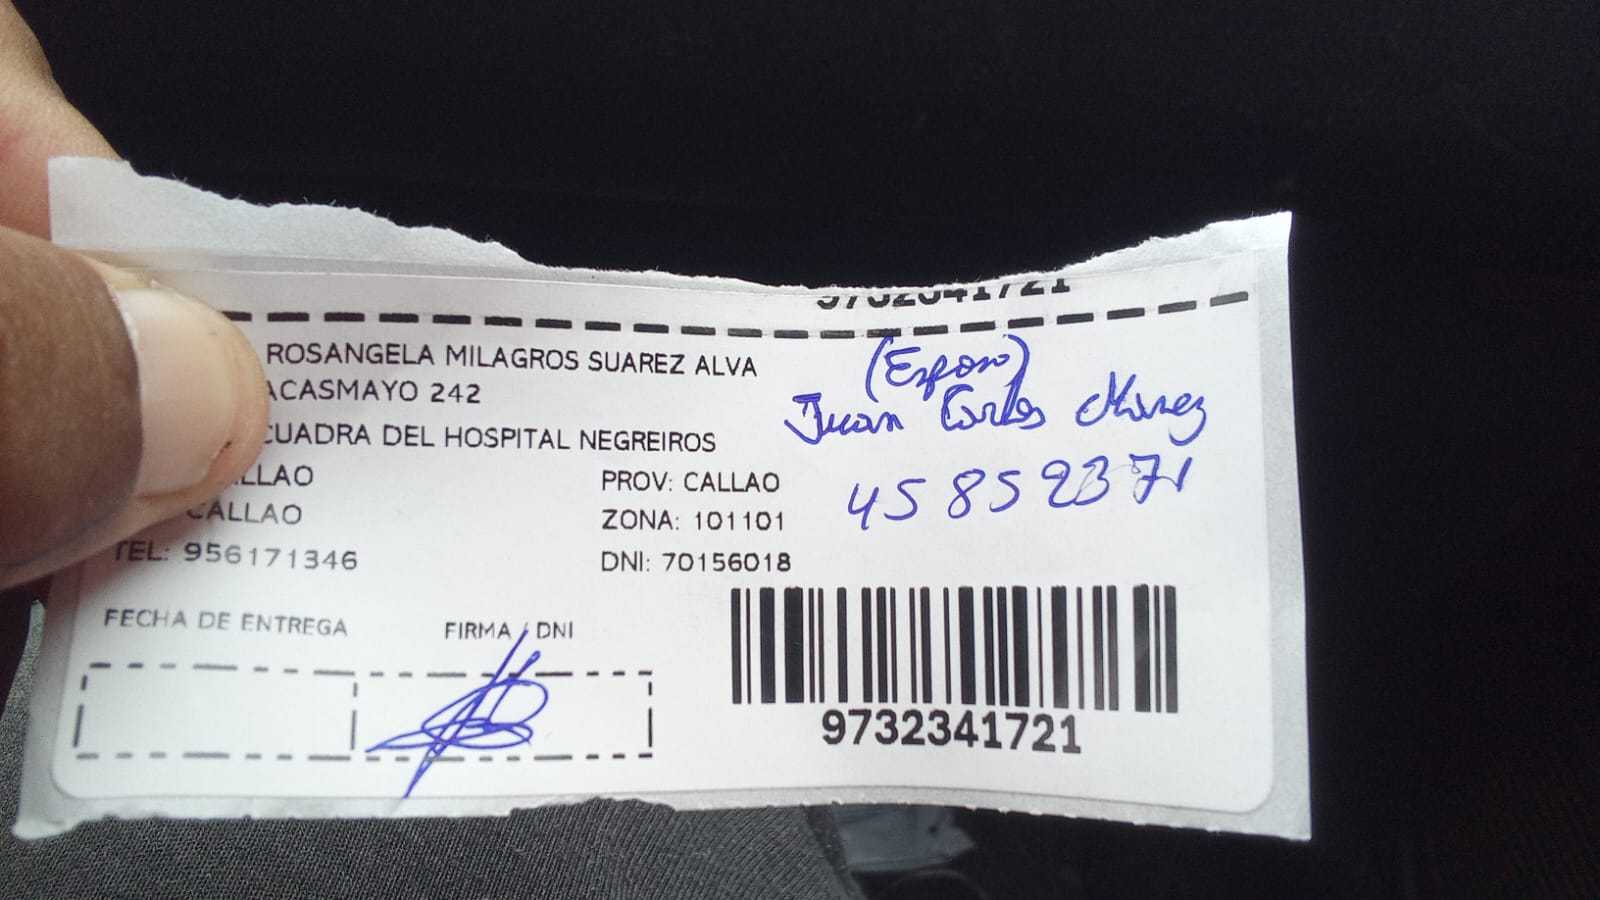 9732341721
ROSANGELA MILAGROS SUAREZ ALVA
ACASMAYO 242
CUADRA DEL HOSPITAL NEGREIROS
LLAO
PROV: CALLAO
CALLAO
ZONA: 101101
TEL: 956171346
DNI: 70156018
FECHA DE ENTREGA
FIRMA / DNI
(Esposo)
Juan Carlos
45852371
9732341721